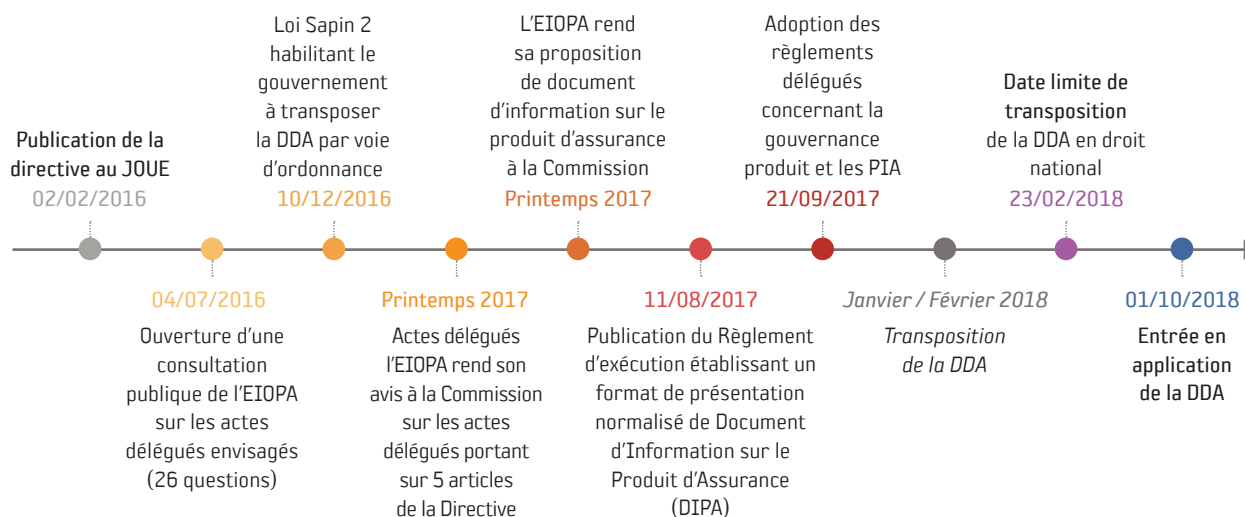 Publication de la
directive au JOUE
02/02/2016
04/07/2016
Ouverture d'une
consultation
publique de l'EIOPA
sur les actes
délégués envisagés
(26 questions)
Loi Sapin 2
habilitant le
gouvernement
à transposer
la DDA par voie
d'ordonnance
10/12/2016
Printemps 2017
Actes délégués
l'EIOPA rend son
avis à la Commission
sur les actes
délégués portant
sur 5 articles
de la Directive
L'EIOPA rend
sa proposition
de document
d'information sur le
produit d'assurance
à la Commission
Printemps 2017
11/08/2017
Publication du Règlement
d'exécution établissant un
format de présentation
normalisé de Document
d'Information sur le
Produit d'Assurance
(DIPA)
Adoption des
règlements
délégués
concernant la
gouvernance
produit et les PIA
21/09/2017
Janvier / Février 2018
Transposition
de la DDA
Date limite de
transposition
de la DDA en droit
national
23/02/2018
01/10/2018
Entrée en
application
de la DDA